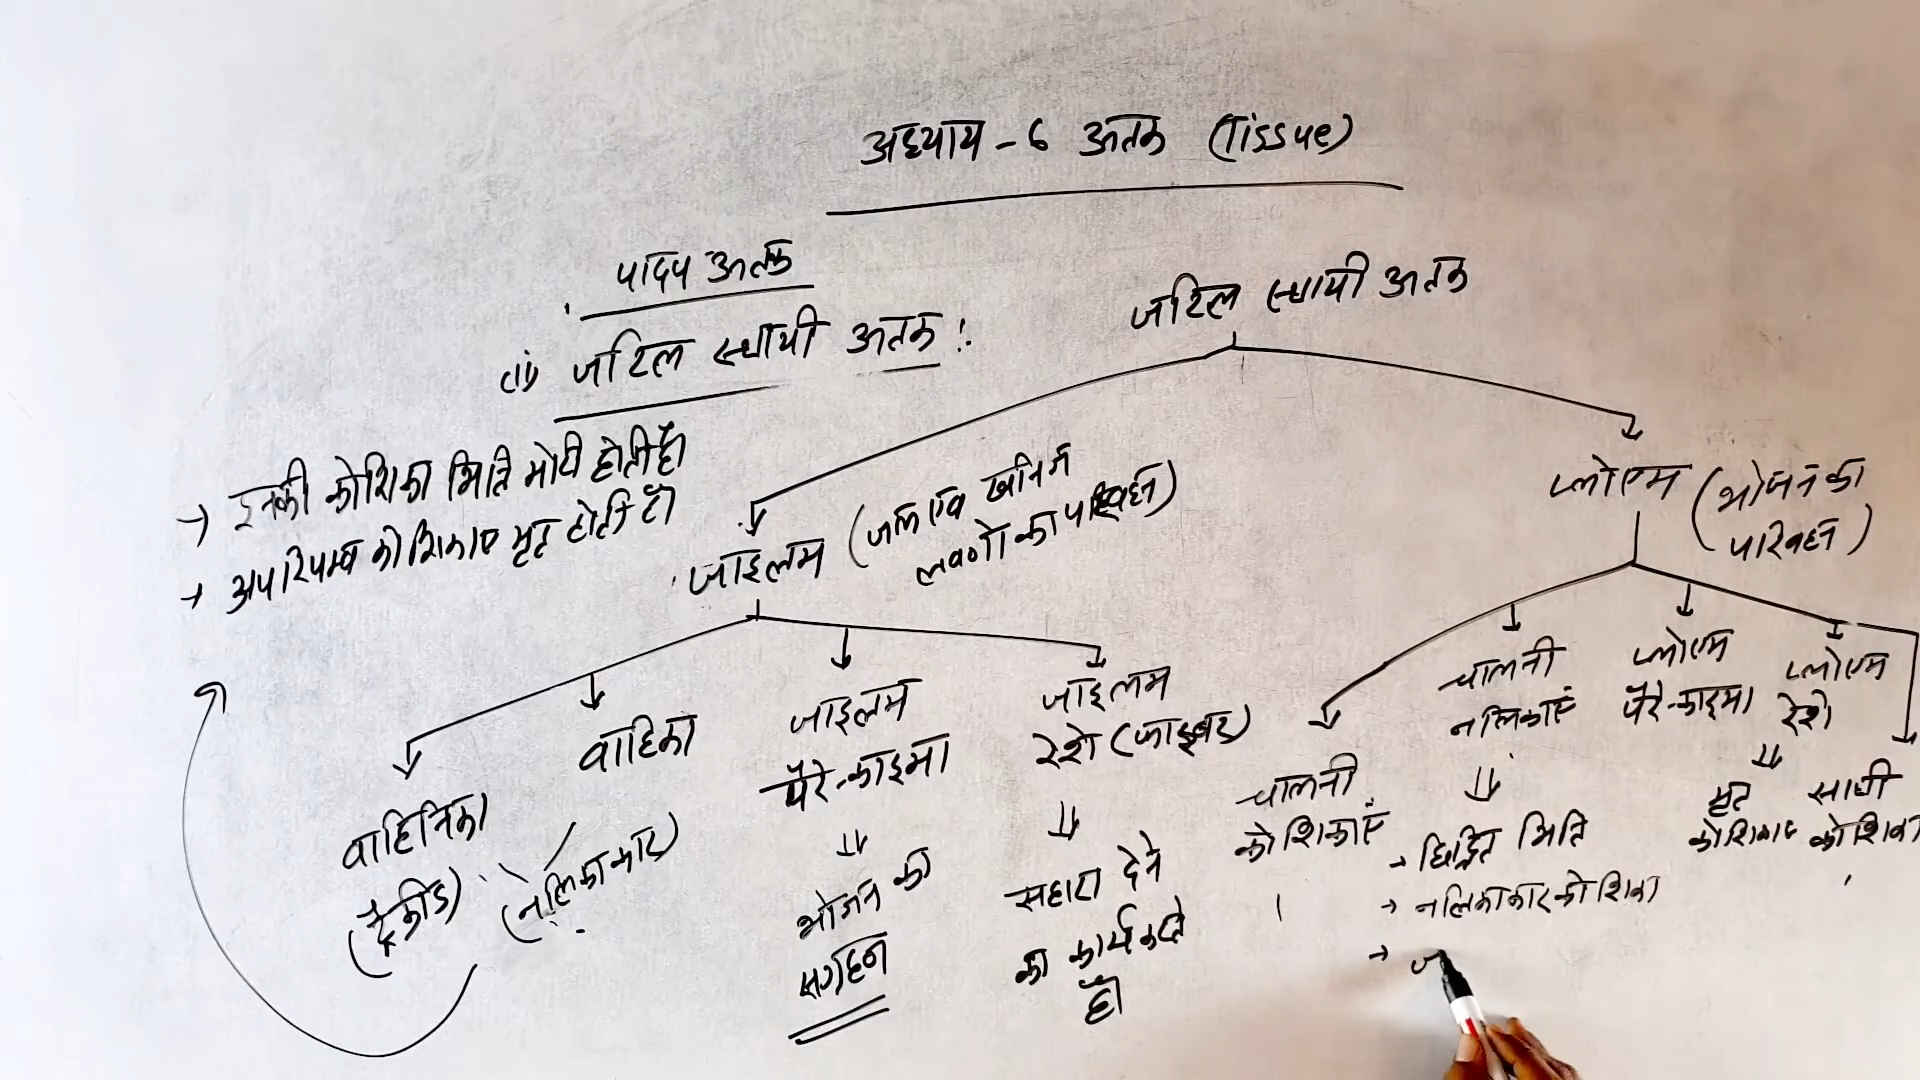 अध्याय - 6 ऊतक (Tissue)
पादप ऊतक
(ii) जटिल स्थायी ऊतक :
→ इनकी कोशिका भित्ति मोटी होती है।
→ अपरिपक्व कोशिकाए मृत होती है।
जटिल स्थायी ऊतक
जाइलम (जल एवं खनिज
लवणो का परिवहन)
प्लोएम (भोजन का
परिवहन)
वाहिनिका
(ट्रेकीड)
वाहिका
(नलिकाकार)
जाइलम
पैरेन्काइमा
भोजन का
संग्रहन
जाइलम
रेशे (फाइबर)
सहारा देने
का कार्य करते
है।
चालनी
कोशिकाएँ
चालनी
नलिकाएँ
→ छिद्रित भित्ति
→ नलिकाकार कोशिका
→
प्लोएम
पैरेन्काइमा
प्लोएम
रेशे
मृत
कोशिकाए
साथी
कोशिका